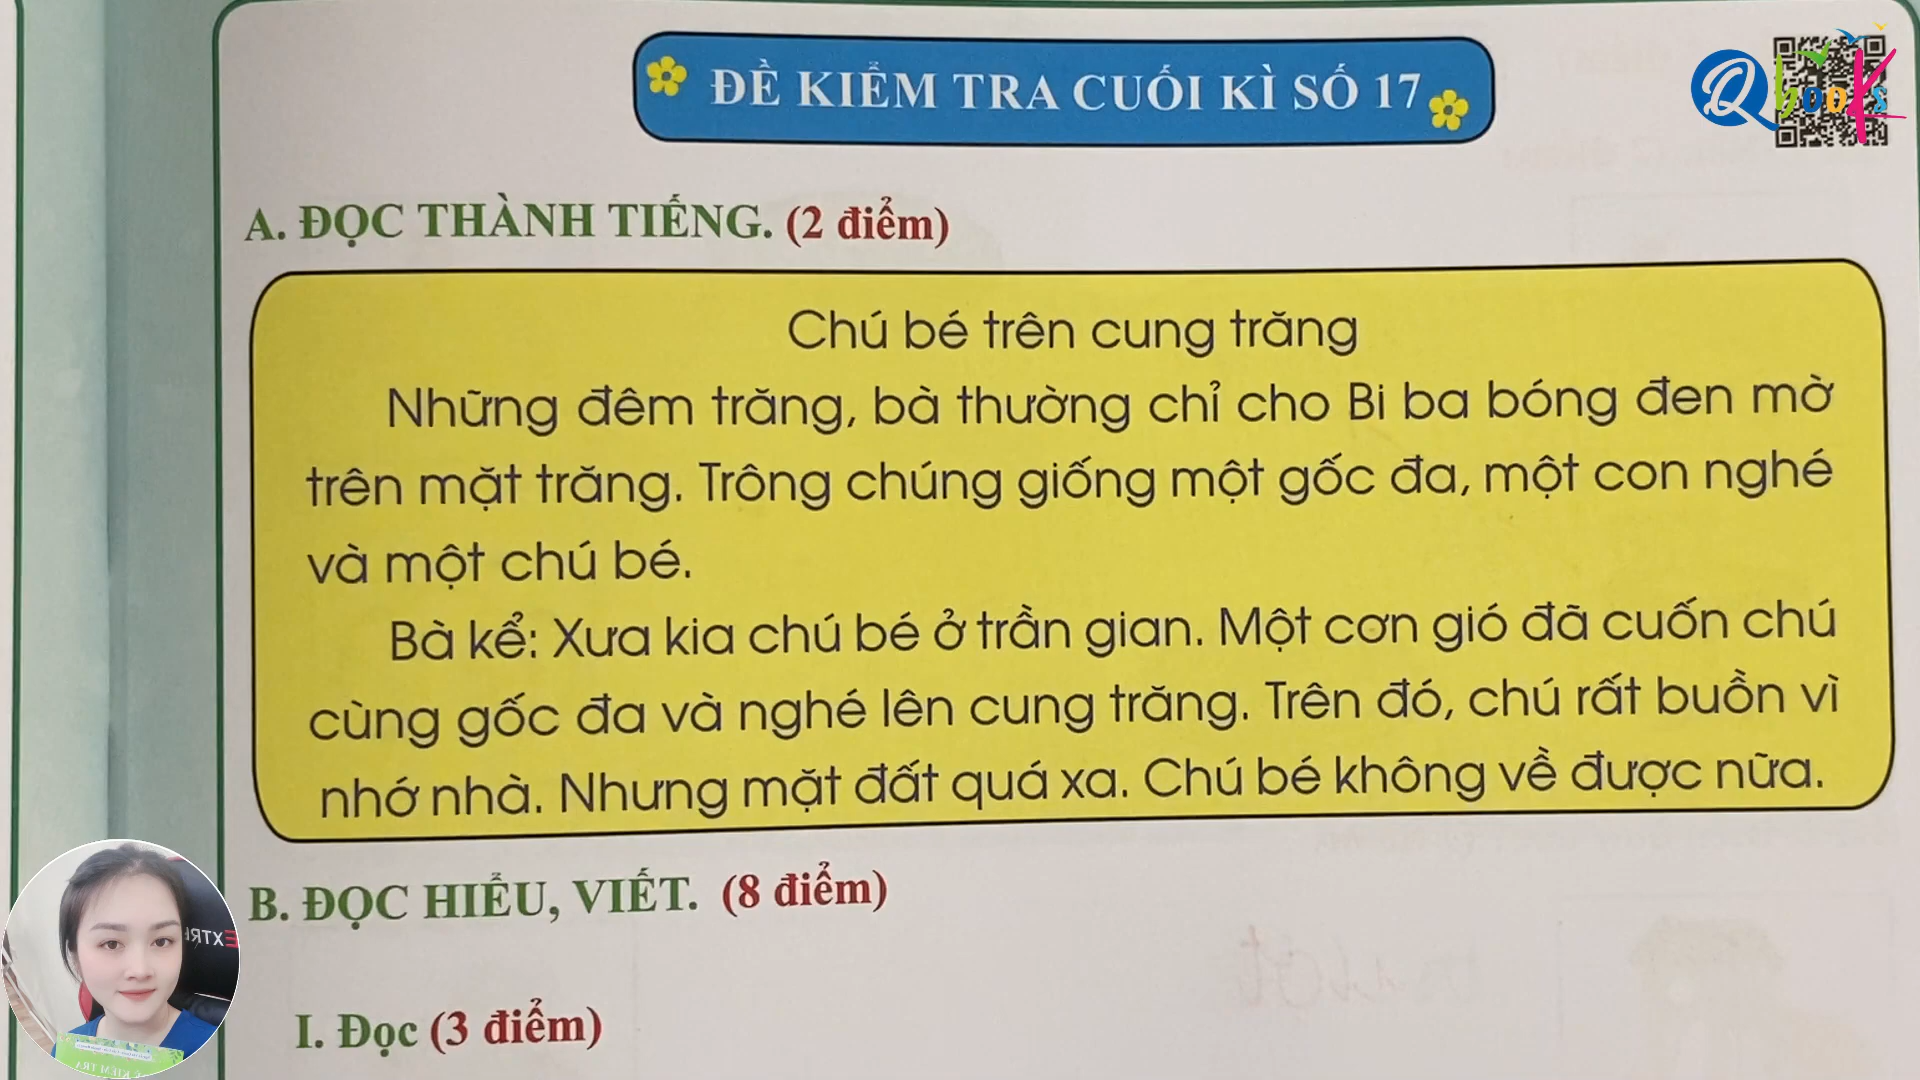 Qbooks
ĐỀ KIỂM TRA CUỐI KÌ SỐ 17
A. ĐỌC THÀNH TIẾNG. (2 điểm)
Chú bé trên cung trăng
Những đêm trăng, bà thường chỉ cho Bi ba bóng đen mờ
trên mặt trăng. Trông chúng giống một gốc đa, một con nghé
và một chú bé.
Bà kể: Xưa kia chú bé ở trần gian. Một cơn gió đã cuốn chú
cùng gốc đa và nghé lên cung trăng. Trên đó, chú rất buồn vì
nhớ nhà. Nhưng mặt đất quá xa. Chú bé không về được nữa.
B. ĐỌC HIỂU, VIẾT. (8 điểm)
I. Đọc (3 điểm)